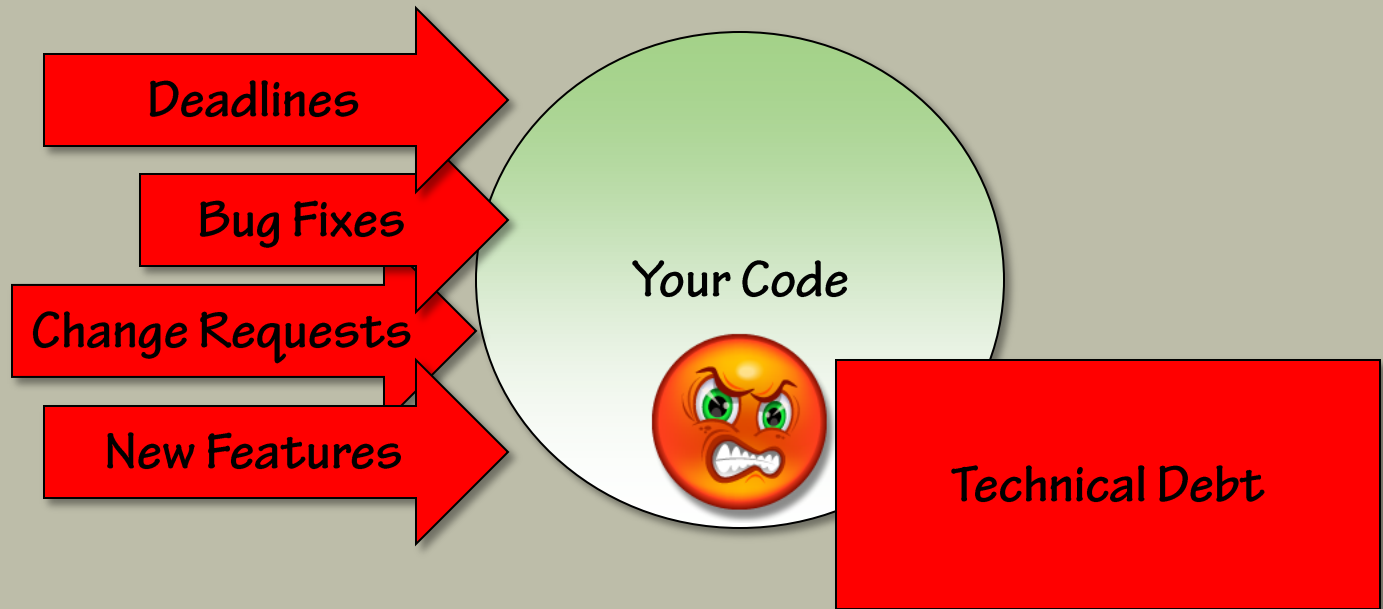 Deadlines
Bug Fixes
Change Requests
New Features
Your Code
Technical Debt